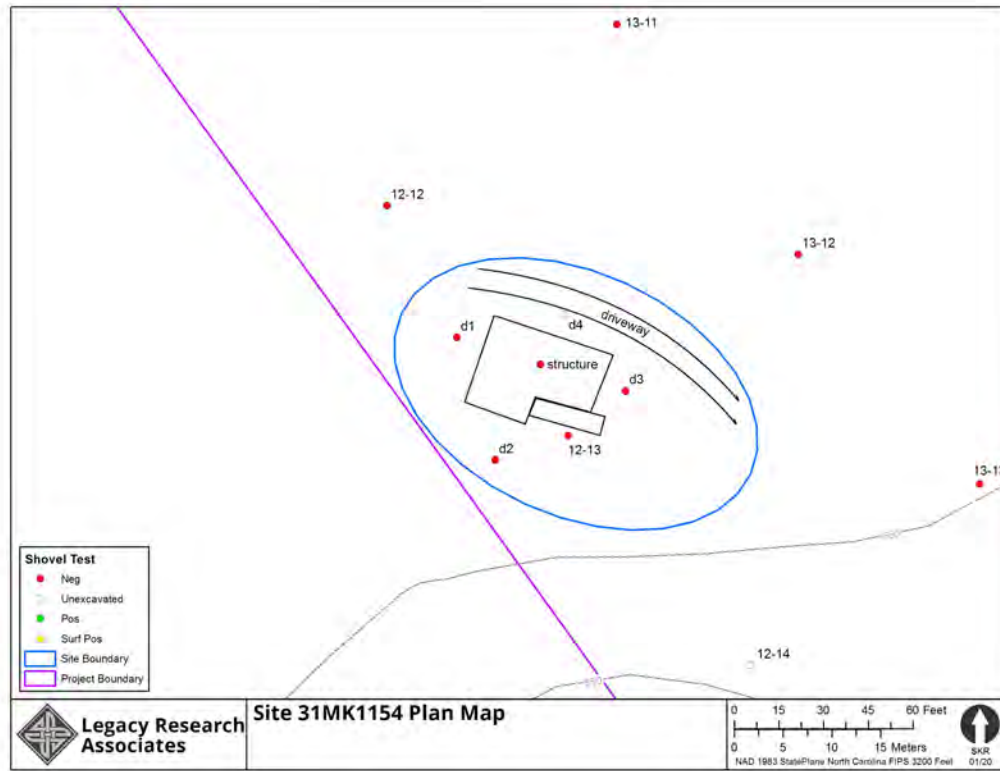 13-11
12-12
13-12
driveway
d1
d4
structure
d3
12-13
d2
13-13
12-14
Shovel Test
Neg
Unexcavated
Pos
Surf Pos
Site Boundary
Project Boundary
Legacy Research
Associates
Site 31MK1154 Plan Map
0 15 30 45 60 Feet
0 5 10 15 Meters
NAD 1983 StatePlane North Carolina FIPS 3200 Feet
SKR
01/20